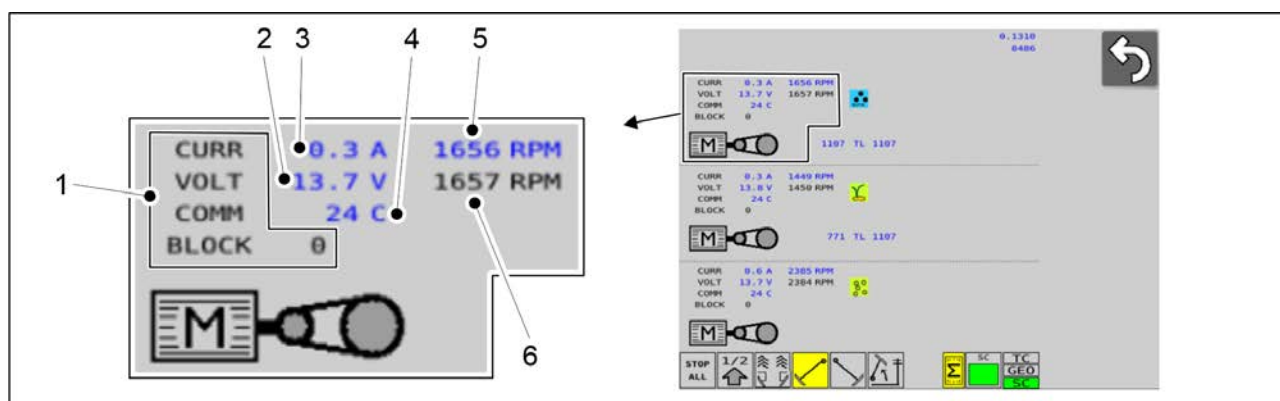 2 3 4 5
1
6
CURR 0.3 A 1656 RPM
VOLT 13.7 V 1657 RPM
COMM 24 C
BLOCK 0
M
0.1310
0406
CURR 0.3 A 1656 RPM
VOLT 13.7 V 1657 RPM
COMM 24 C
BLOCK 0
M
1107 TL 1107
CURR 0.3 A 1449 RPM
VOLT 13.8 V 1450 RPM
COMM 24 C
BLOCK 0
M
771 TL 1107
CURR 0.6 A 2385 RPM
VOLT 13.7 V 2384 RPM
COMM 24 C
BLOCK 0
M
STOP ALL
1/2
Σ
SC
TC
GEO
SC